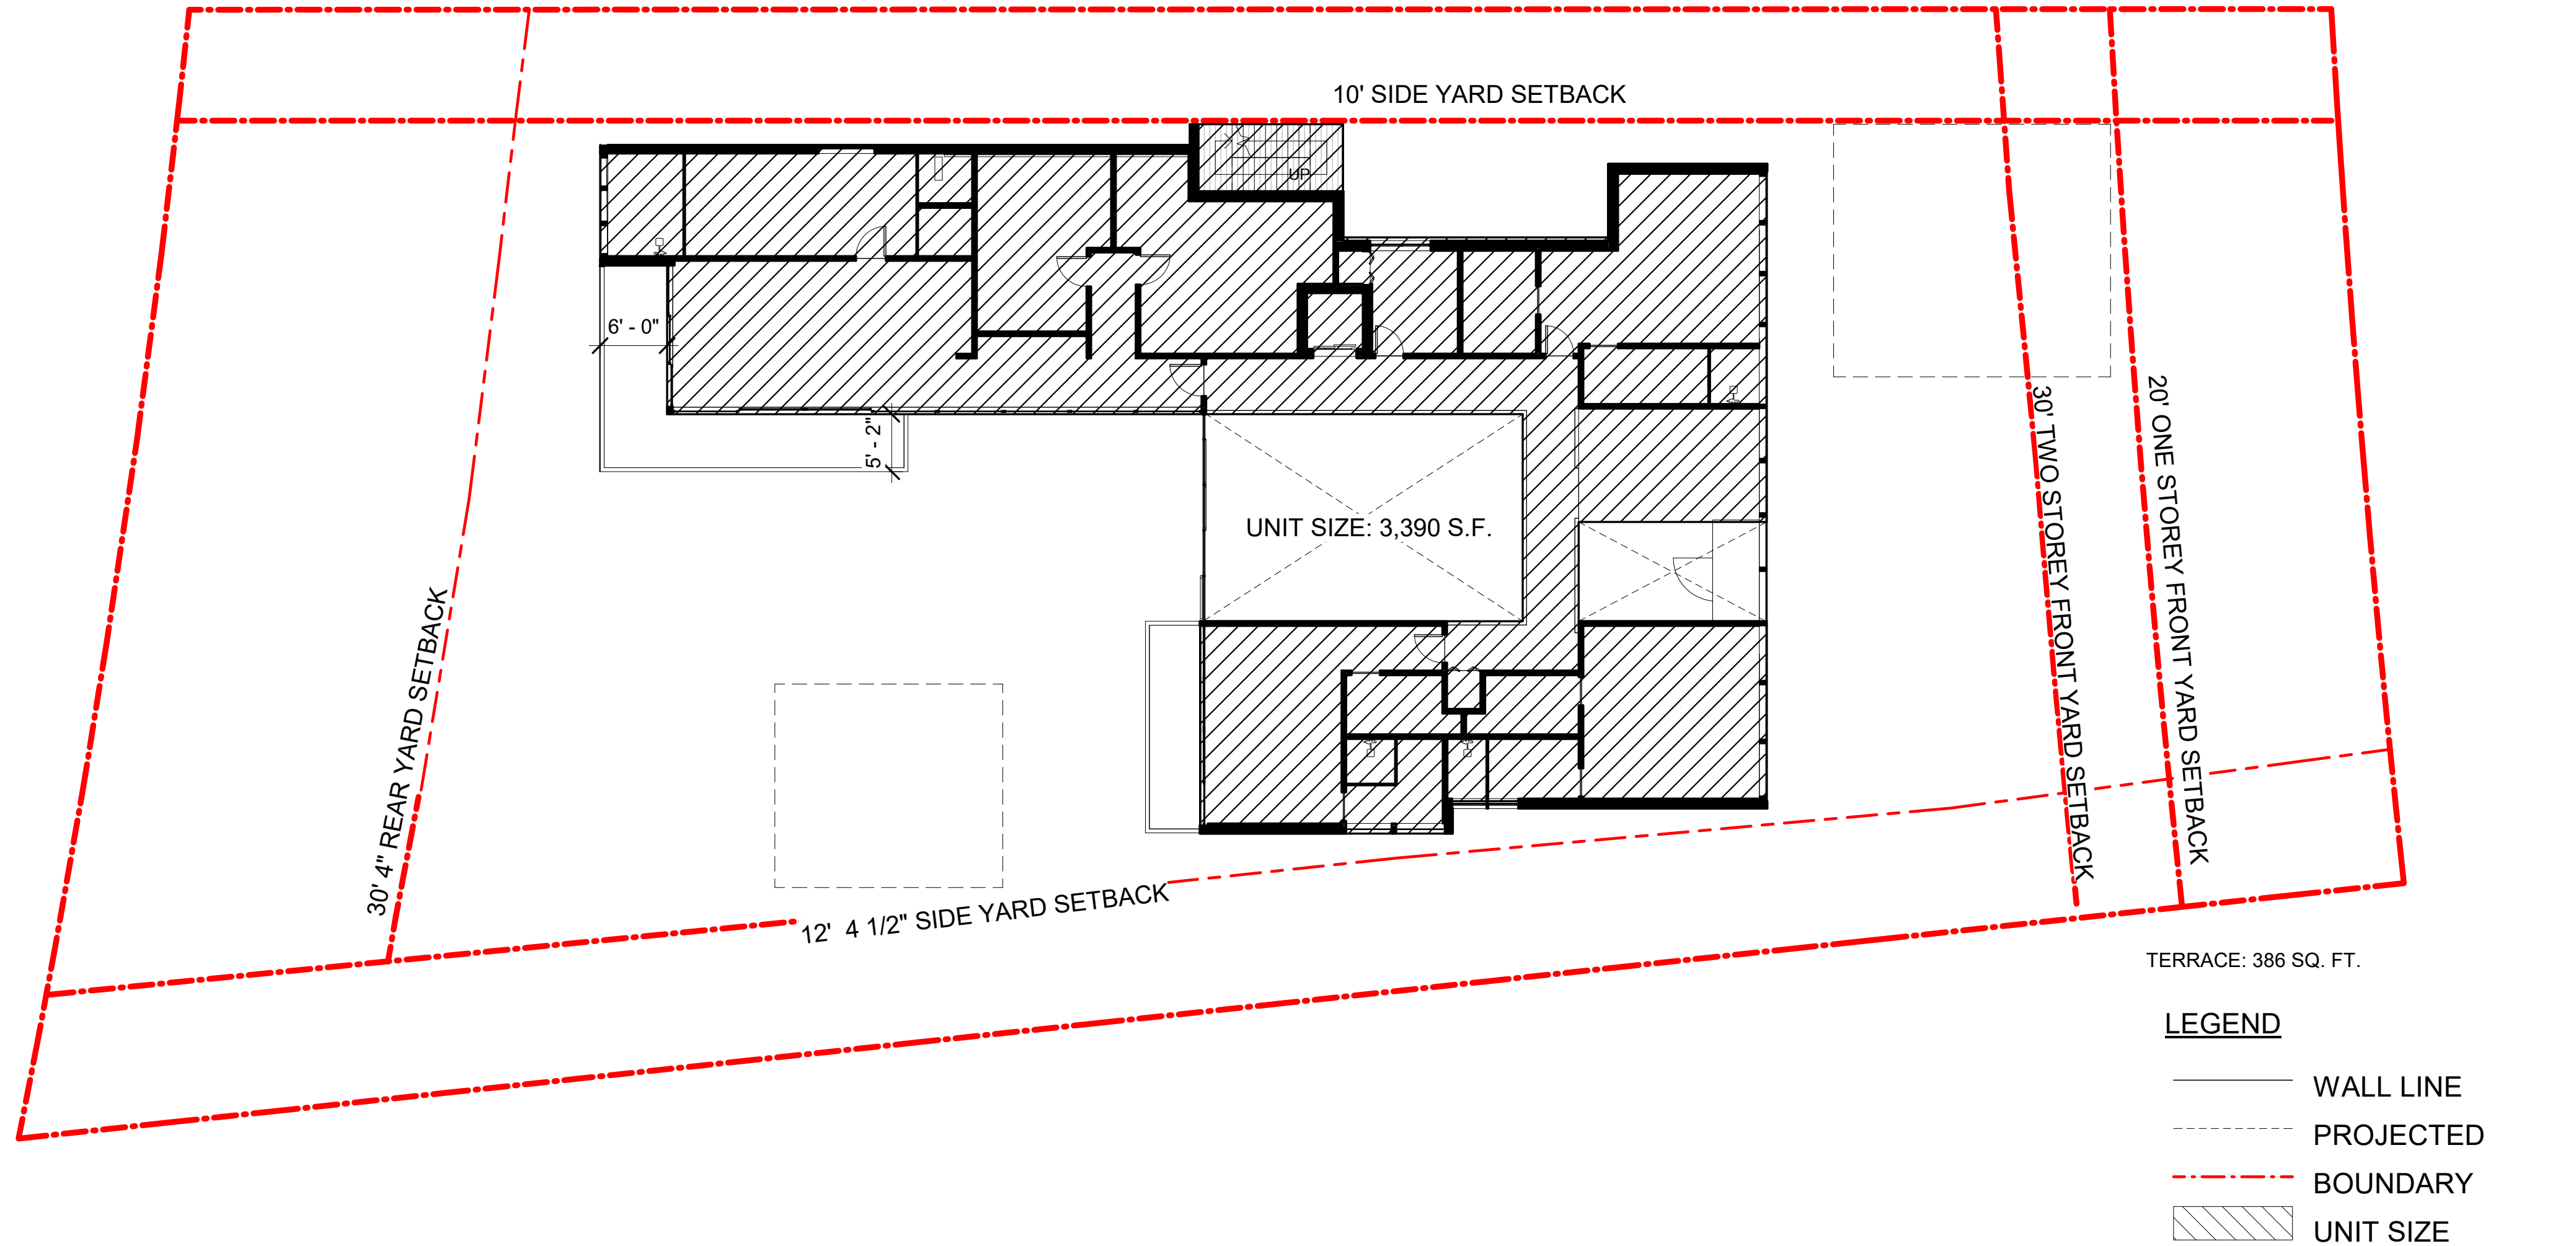 10' SIDE YARD SETBACK
UP
6' - 0"
5' - 2"
UNIT SIZE: 3,390 S.F.
30' 4" REAR YARD SETBACK
30' TWO STOREY FRONT YARD SETBACK
20' ONE STOREY FRONT YARD SETBACK
12' 4 1/2" SIDE YARD SETBACK
TERRACE: 386 SQ. FT.
LEGEND
WALL LINE
PROJECTED
BOUNDARY
UNIT SIZE